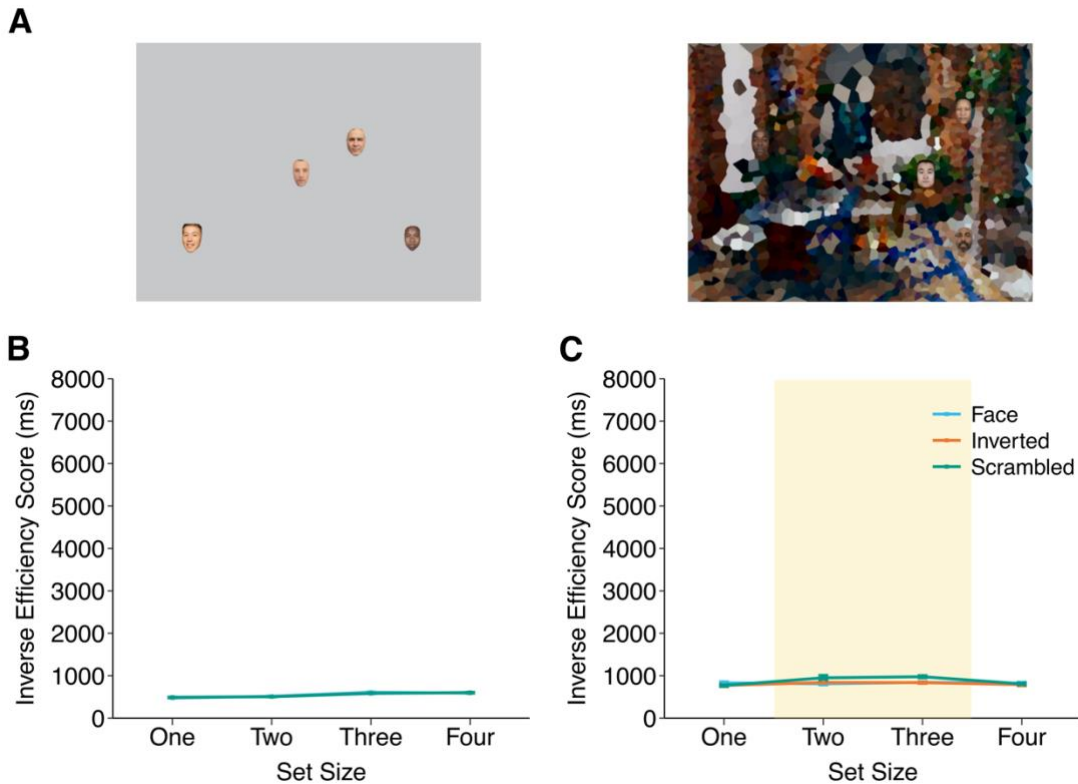 A
B
Inverse Efficiency Score (ms)
8000
7000
6000
5000
4000
3000
2000
1000
0
One Two Three Four
Set Size
C
Inverse Efficiency Score (ms)
8000
7000
6000
5000
4000
3000
2000
1000
0
Face
Inverted
Scrambled
One Two Three Four
Set Size